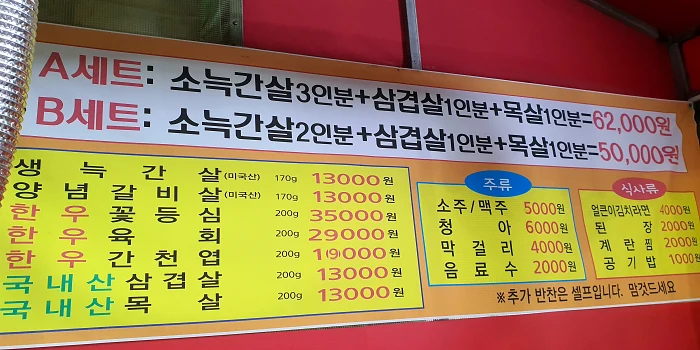 A세트: 소늑간살3인분+삼겹살1인분+목살1인분=62,000원
B세트: 소늑간살2인분+삼겹살1인분+목살1인분=50,000원
생늑간살(미국산) 170g 13000원
양념갈비살(미국산) 170g 13000원
한우꽃등심 200g 35000원
한우육회 200g 29000원
한우간천엽 200g 19000원
국내산삼겹살 200g 13000원
국내산목살 200g 13000원
주류
소주/맥주 5000원
청하 6000원
막걸리 4000원
음료수 2000원
식사류
얼큰이김치라면 4000원
된장 2000원
계란찜 2000원
공기밥 1000원
※추가 반찬은 셀프입니다. 맘껏드세요